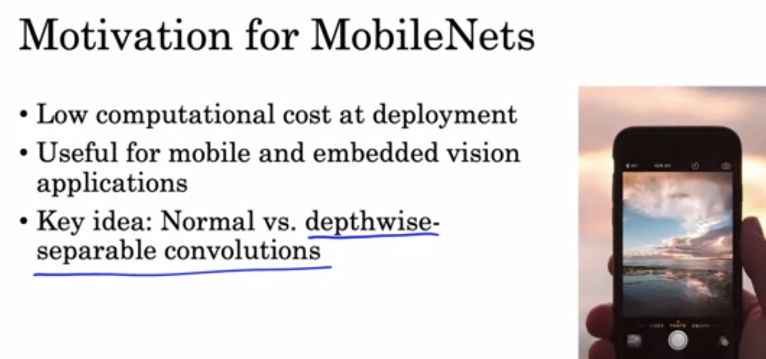 Motivation for MobileNets
• Low computational cost at deployment
• Useful for mobile and embedded vision
applications
• Key idea: Normal vs. depthwise-
separable convolutions
PHOTO